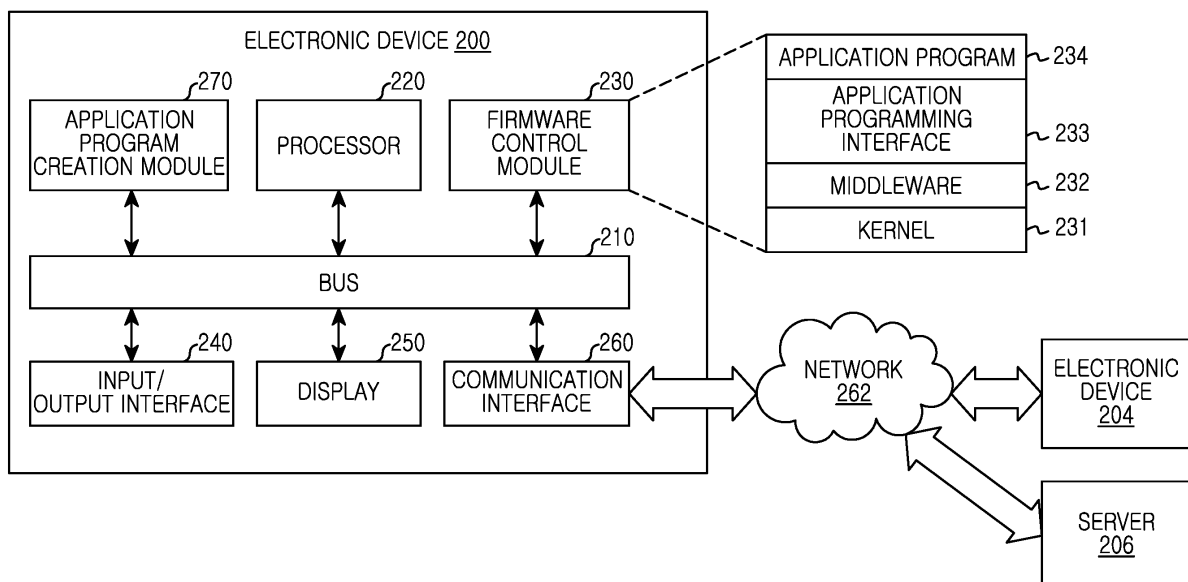 ELECTRONIC DEVICE 200
270
APPLICATION
PROGRAM
CREATION MODULE
220
PROCESSOR
230
FIRMWARE
CONTROL
MODULE
APPLICATION PROGRAM
234
APPLICATION
PROGRAMMING
INTERFACE
233
MIDDLEWARE
232
KERNEL
231
210
BUS
240
INPUT/
OUTPUT INTERFACE
250
DISPLAY
260
COMMUNICATION
INTERFACE
NETWORK
262
ELECTRONIC
DEVICE
204
SERVER
206